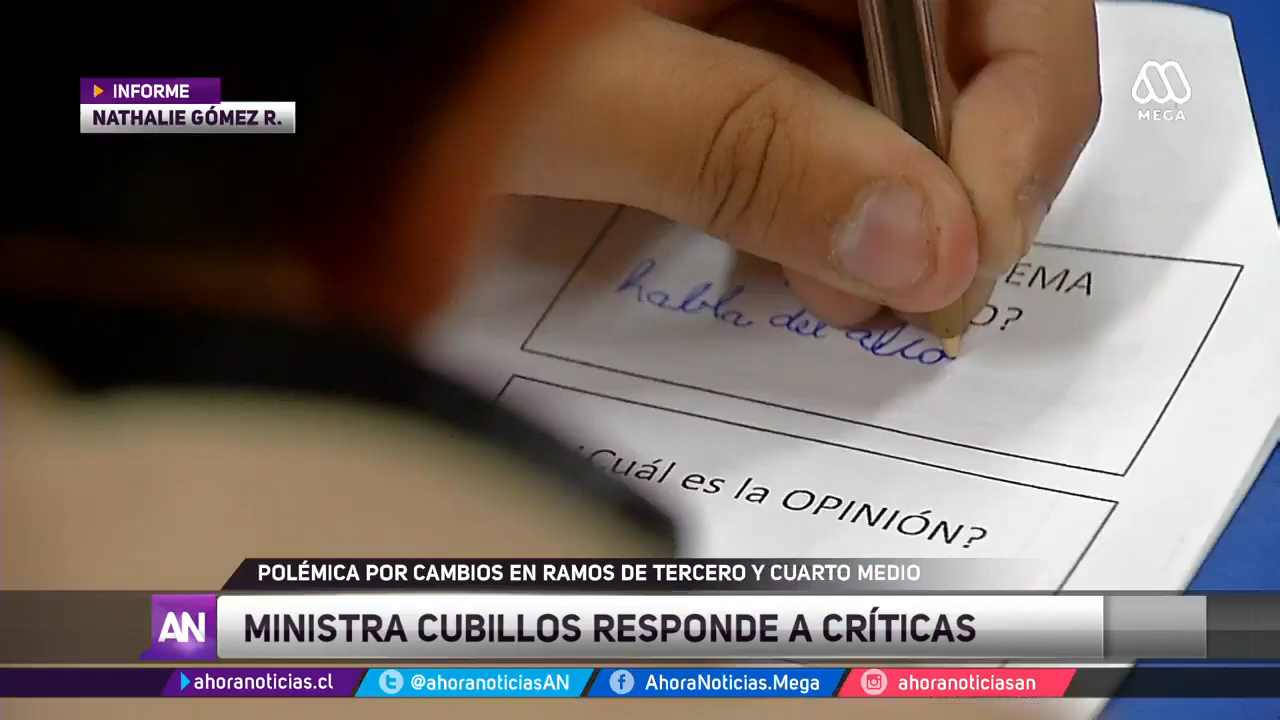 INFORME
NATHALIE GÓMEZ R.
MEGA
EMA
O?
habla del
¿Cuál es la OPINIÓN?
POLÉMICA POR CAMBIOS EN RAMOS DE TERCERO Y CUARTO MEDIO
AN
MINISTRA CUBILLOS RESPONDE A CRÍTICAS
ahoranoticias.cl
@ahoranoticiasAN
AhoraNoticias.Mega
ahoranoticiasan